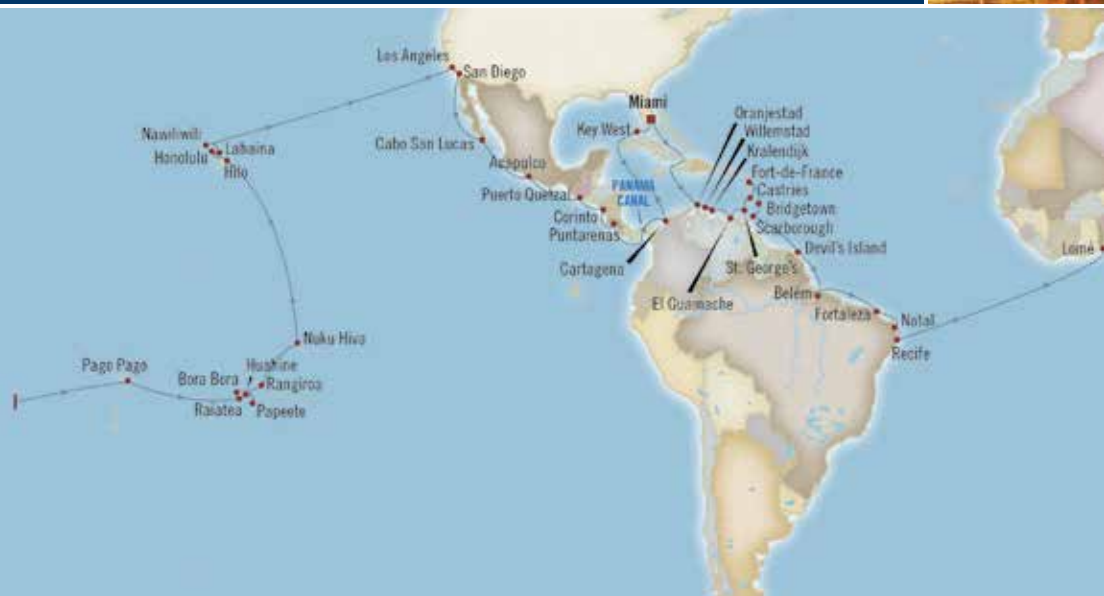 Los Angeles
San Diego
Miami
Oranjestad
Nawiliwili
Key West
Willemstad
Lahaina
Kralendijk
Honolulu
Cabo San Lucas
Hilo
Acapulco
Fort-de-France
PANAMA
CANAL
Castries
Puerto Quetzal
Bridgetown
Corinto
Scarborough
Puntarenas
Devil's Island
Lomé
Cartagena
St. George's
Belém
El Guamache
Fortaleza
Natal
Nuku Hiva
Recife
Pago Pago
Huahine
Bora Bora
Rangiroa
Raiatea
Papeete